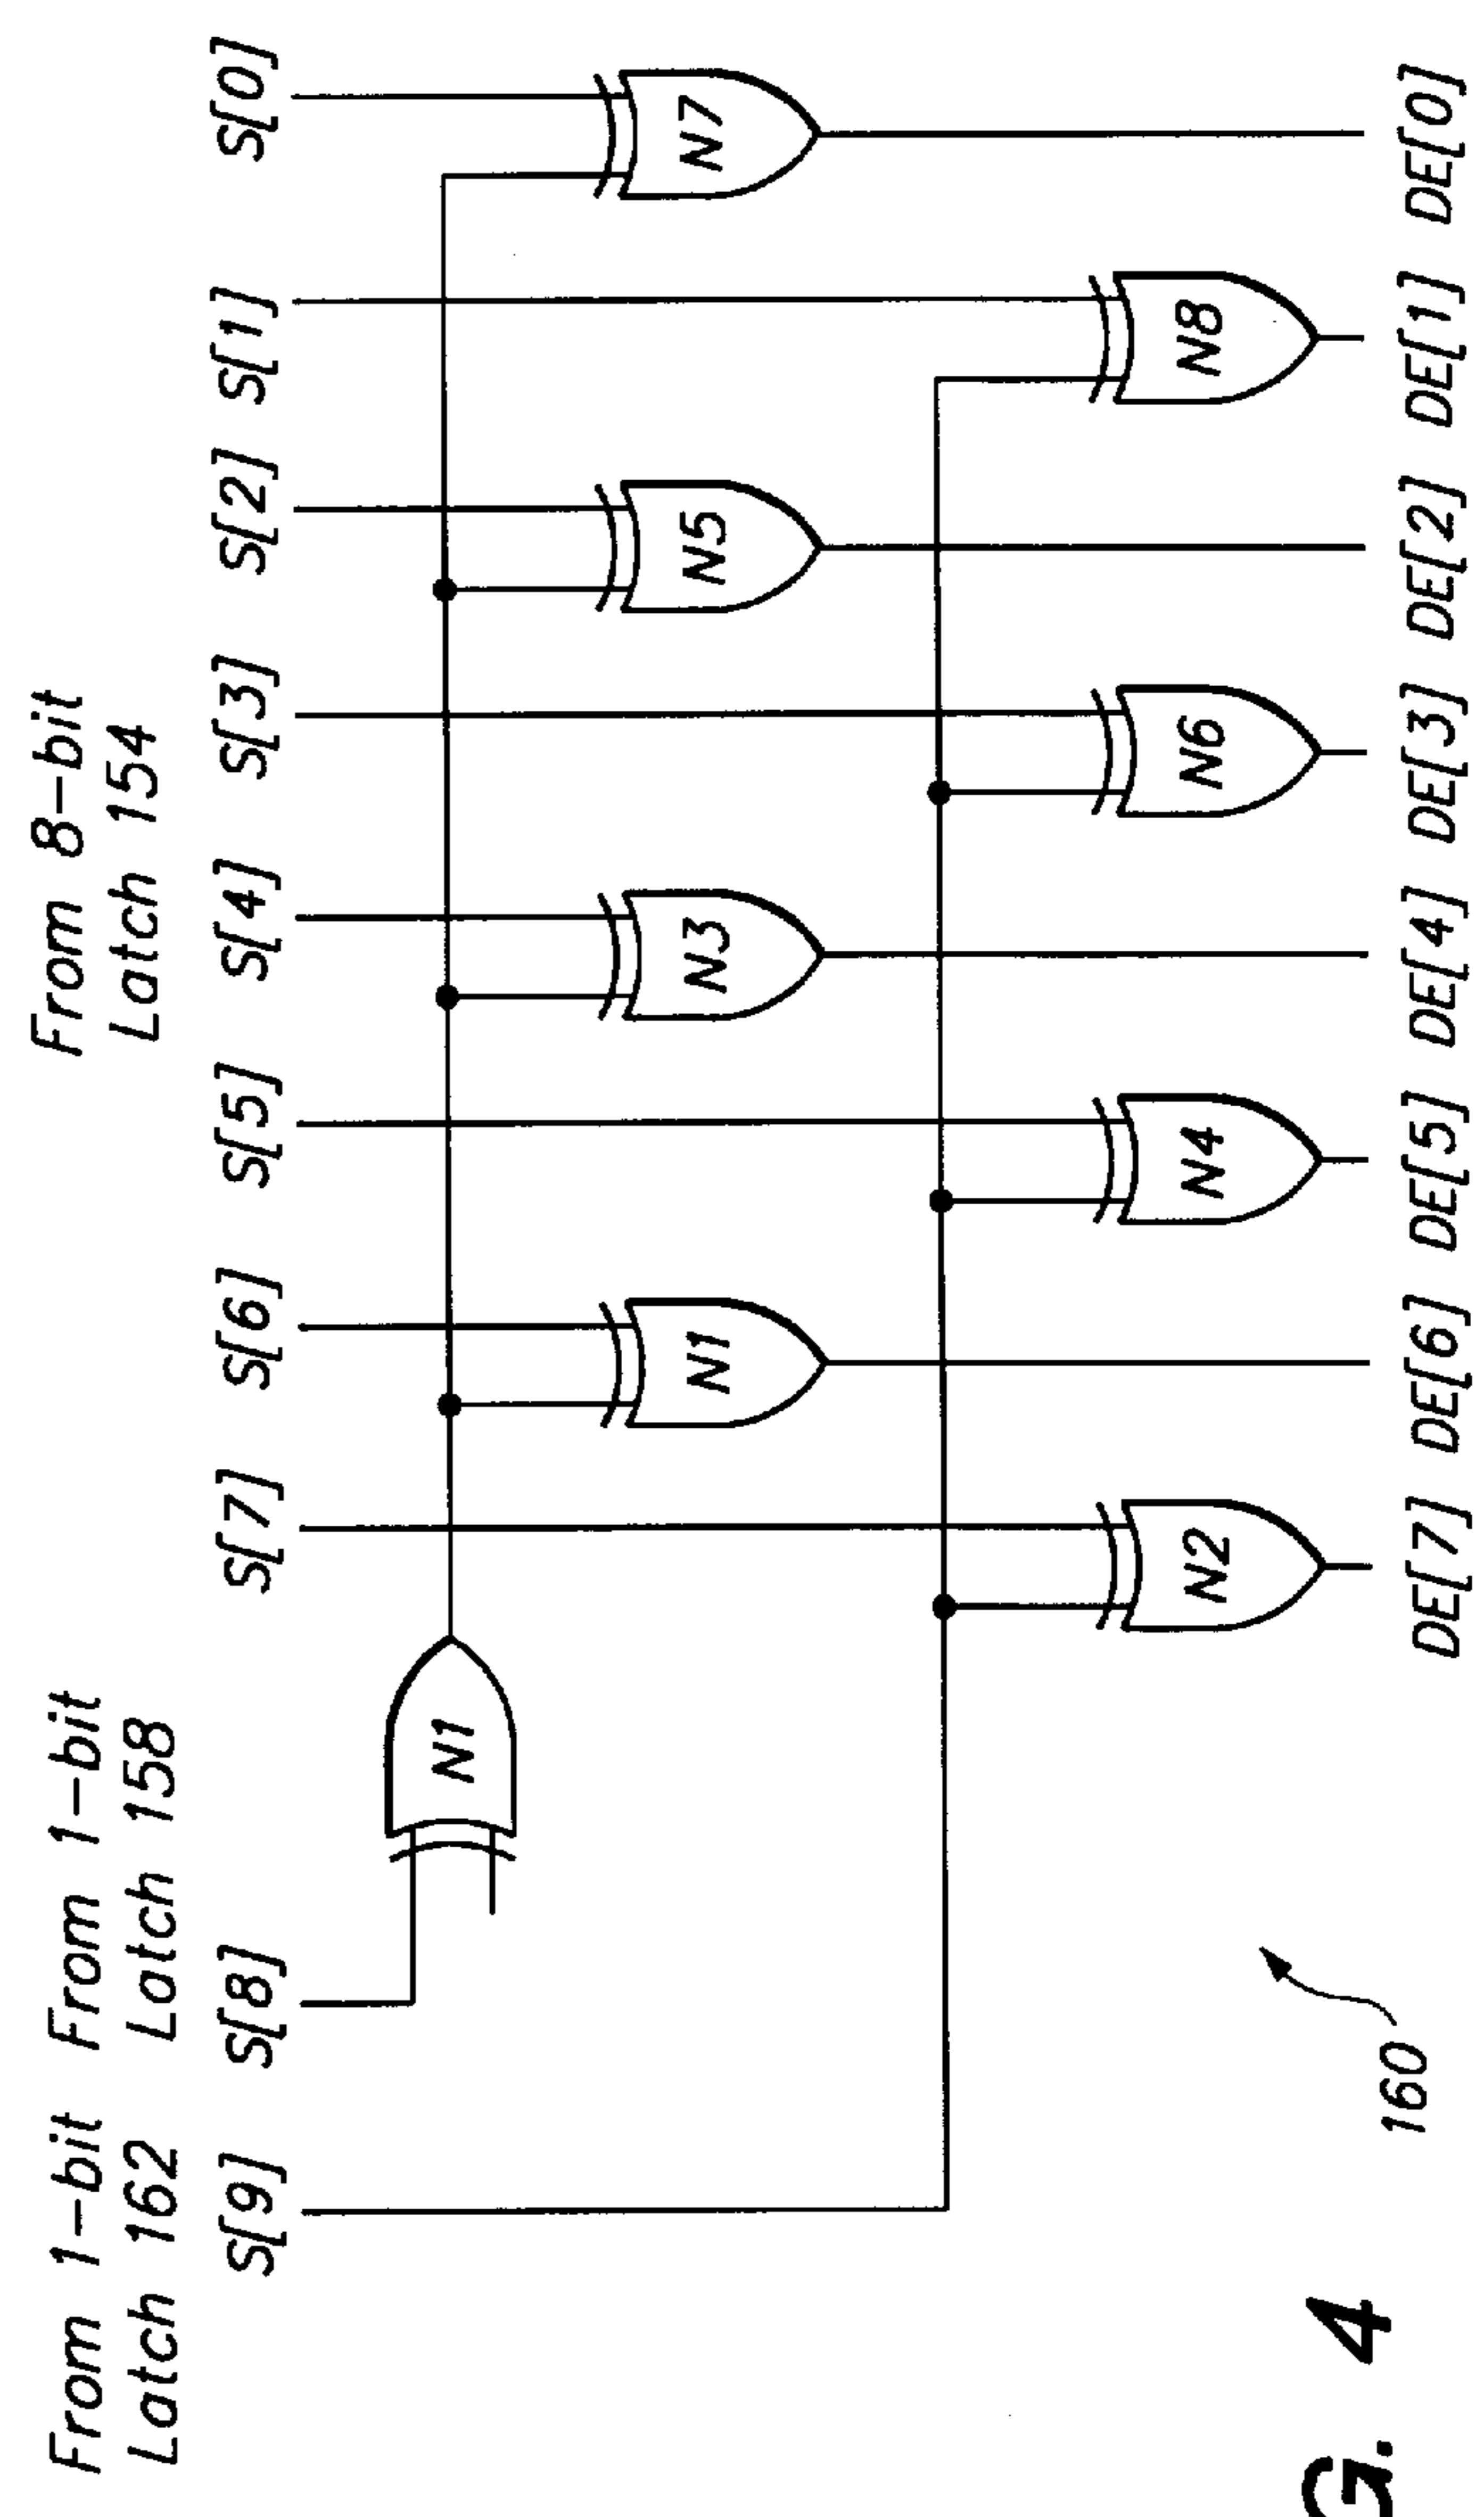 From 1-bit
Latch 162
From 1-bit
Latch 158
From 8-bit
Latch 154
S[9] S[8] S[7] S[6] S[5] S[4] S[3] S[2] S[1] S[0]
N1
N1 N3 N5 N7
N2 N4 N6 N8
DE[7] DE[6] DE[5] DE[4] DE[3] DE[2] DE[1] DE[0]
160
G. 4